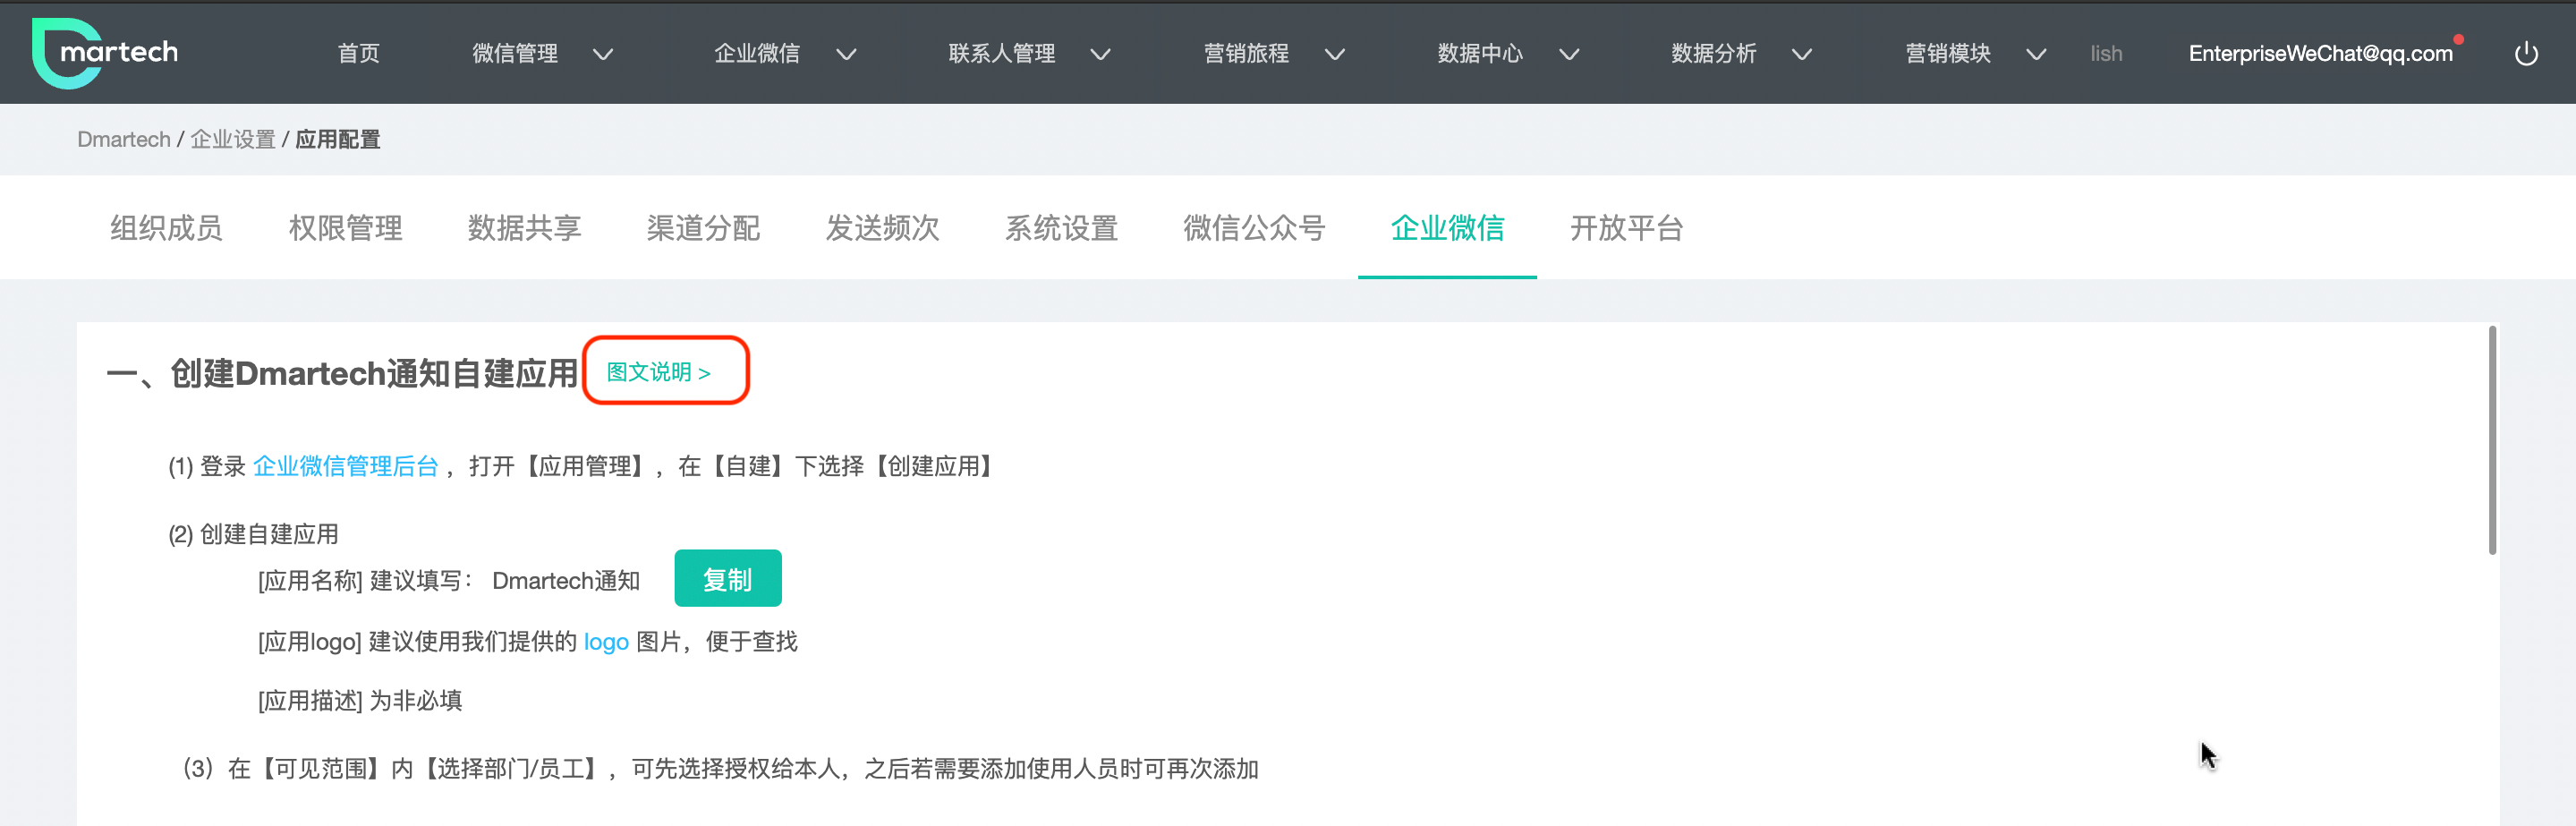 martech 首页 微信管理 企业微信 联系人管理 营销旅程 数据中心 数据分析 营销模块 lish EnterpriseWeChat@qq.com
Dmartech / 企业设置 / 应用配置
组织成员 权限管理 数据共享 渠道分配 发送频次 系统设置 微信公众号 企业微信 开放平台
一、创建Dmartech通知自建应用 图文说明 >
(1) 登录 企业微信管理后台 ，打开【应用管理】，在【自建】下选择【创建应用】
(2) 创建自建应用
[应用名称] 建议填写： Dmartech通知 复制
[应用logo] 建议使用我们提供的 logo 图片，便于查找
[应用描述] 为非必填
（3）在【可见范围】内【选择部门/员工】，可先选择授权给本人，之后若需要添加使用人员时可再次添加